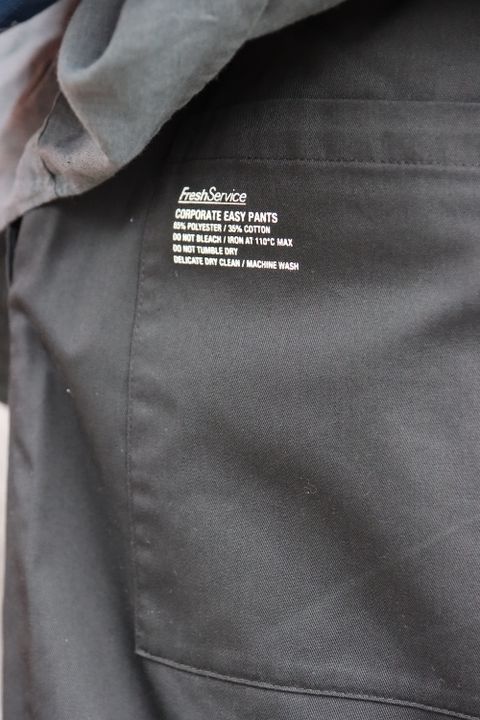 FreshService
CORPORATE EASY PANTS
65% POLYESTER / 35% COTTON
DO NOT BLEACH / IRON AT 110°C MAX
DO NOT TUMBLE DRY
DELICATE DRY CLEAN / MACHINE WASH